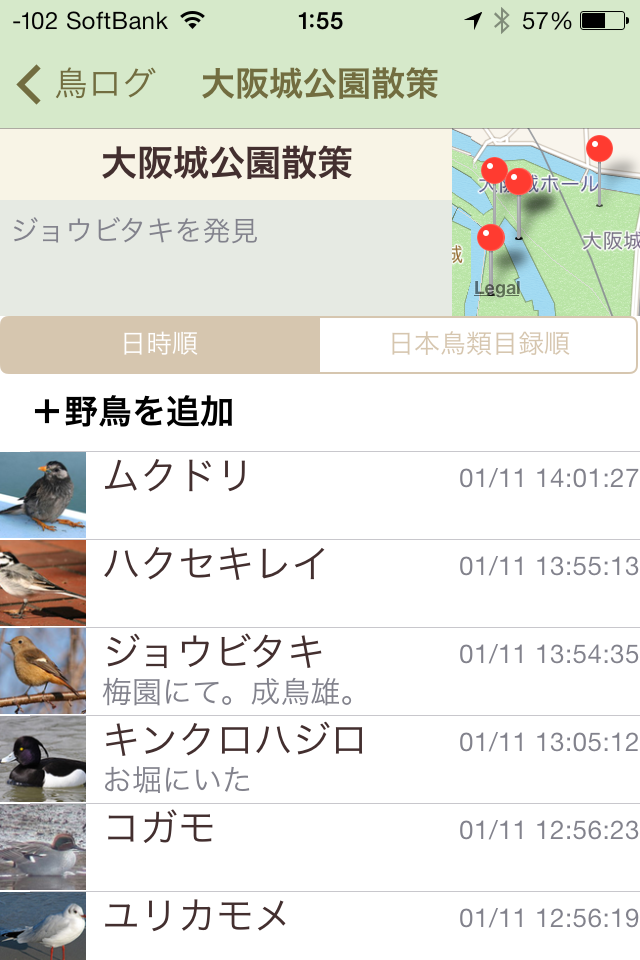 -102 SoftBank 1:55 57%
鳥ログ 大阪城公園散策
大阪城公園散策
ジョウビタキを発見
大阪城ホール
大阪城
城
Legal
日時順 日本鳥類目録順
＋野鳥を追加
ムクドリ 01/11 14:01:27
ハクセキレイ 01/11 13:55:13
ジョウビタキ 01/11 13:54:35
梅園にて。成鳥雄。
キンクロハジロ 01/11 13:05:12
お堀にいた
コガモ 01/11 12:56:23
ユリカモメ 01/11 12:56:19